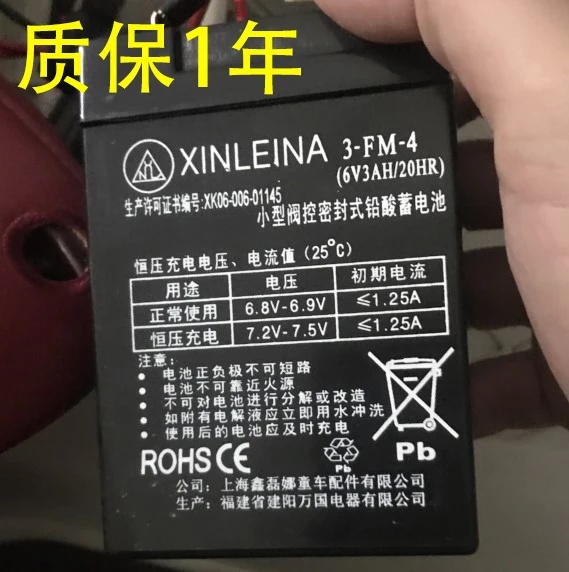 质保1年
XINLEINA 3-FM-4
(6V3AH/20HR)
生产许可证书编号:XK06-006-01145
小型阀控密封式铅酸蓄电池
恒压充电电压、电流值(25℃)
用途 电压 初期电流
正常使用 6.8V-6.9V ≤1.25A
恒压充电 7.2V-7.5V ≤1.25A
注意:
• 电池正负极不可短路
• 电池不可靠近火源
• 不可对电池进行分解或改造
• 如附有电解液应立即用水冲洗
• 使用后的电池应及时充电
Pb
Pb
ROHS CE
公司:上海鑫磊娜童车配件有限公司
生产:福建省建阳万国电器有限公司